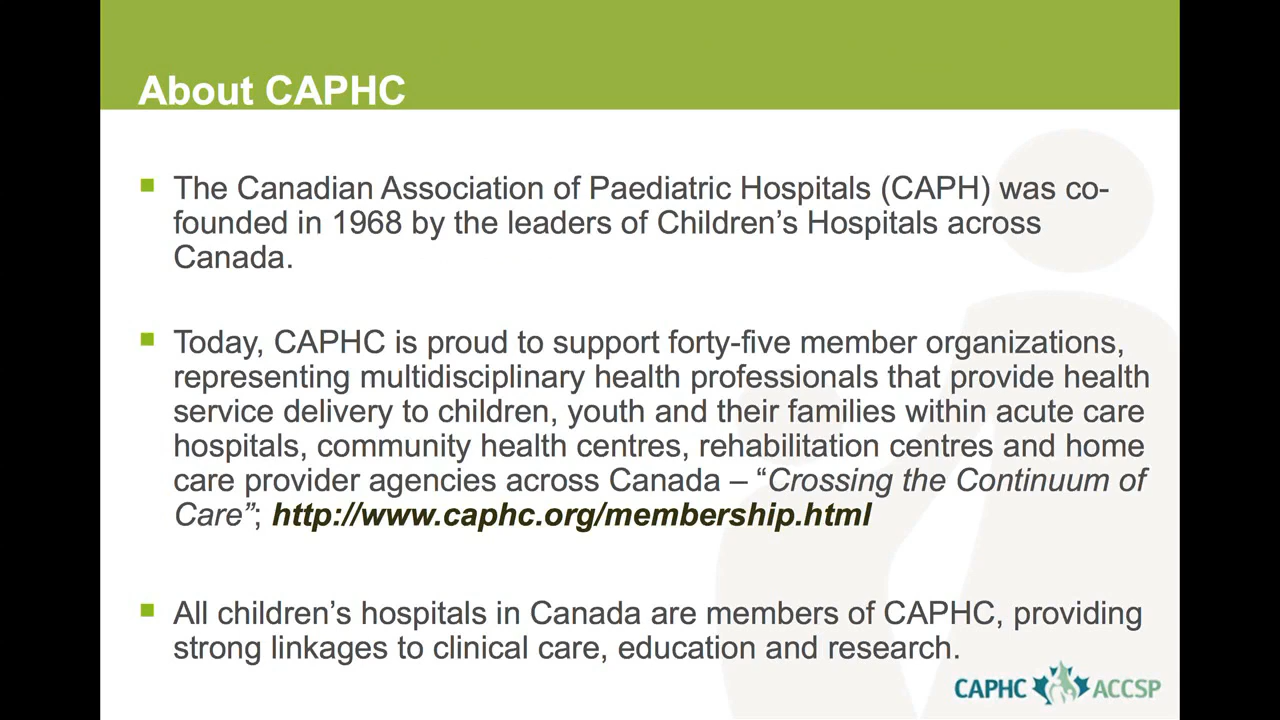 About CAPHC
The Canadian Association of Paediatric Hospitals (CAPH) was co-
founded in 1968 by the leaders of Children’s Hospitals across
Canada.
Today, CAPHC is proud to support forty-five member organizations,
representing multidisciplinary health professionals that provide health
service delivery to children, youth and their families within acute care
hospitals, community health centres, rehabilitation centres and home
care provider agencies across Canada – “Crossing the Continuum of
Care”; http://www.caphc.org/membership.html
All children’s hospitals in Canada are members of CAPHC, providing
strong linkages to clinical care, education and research.
CAPHC ACCSP